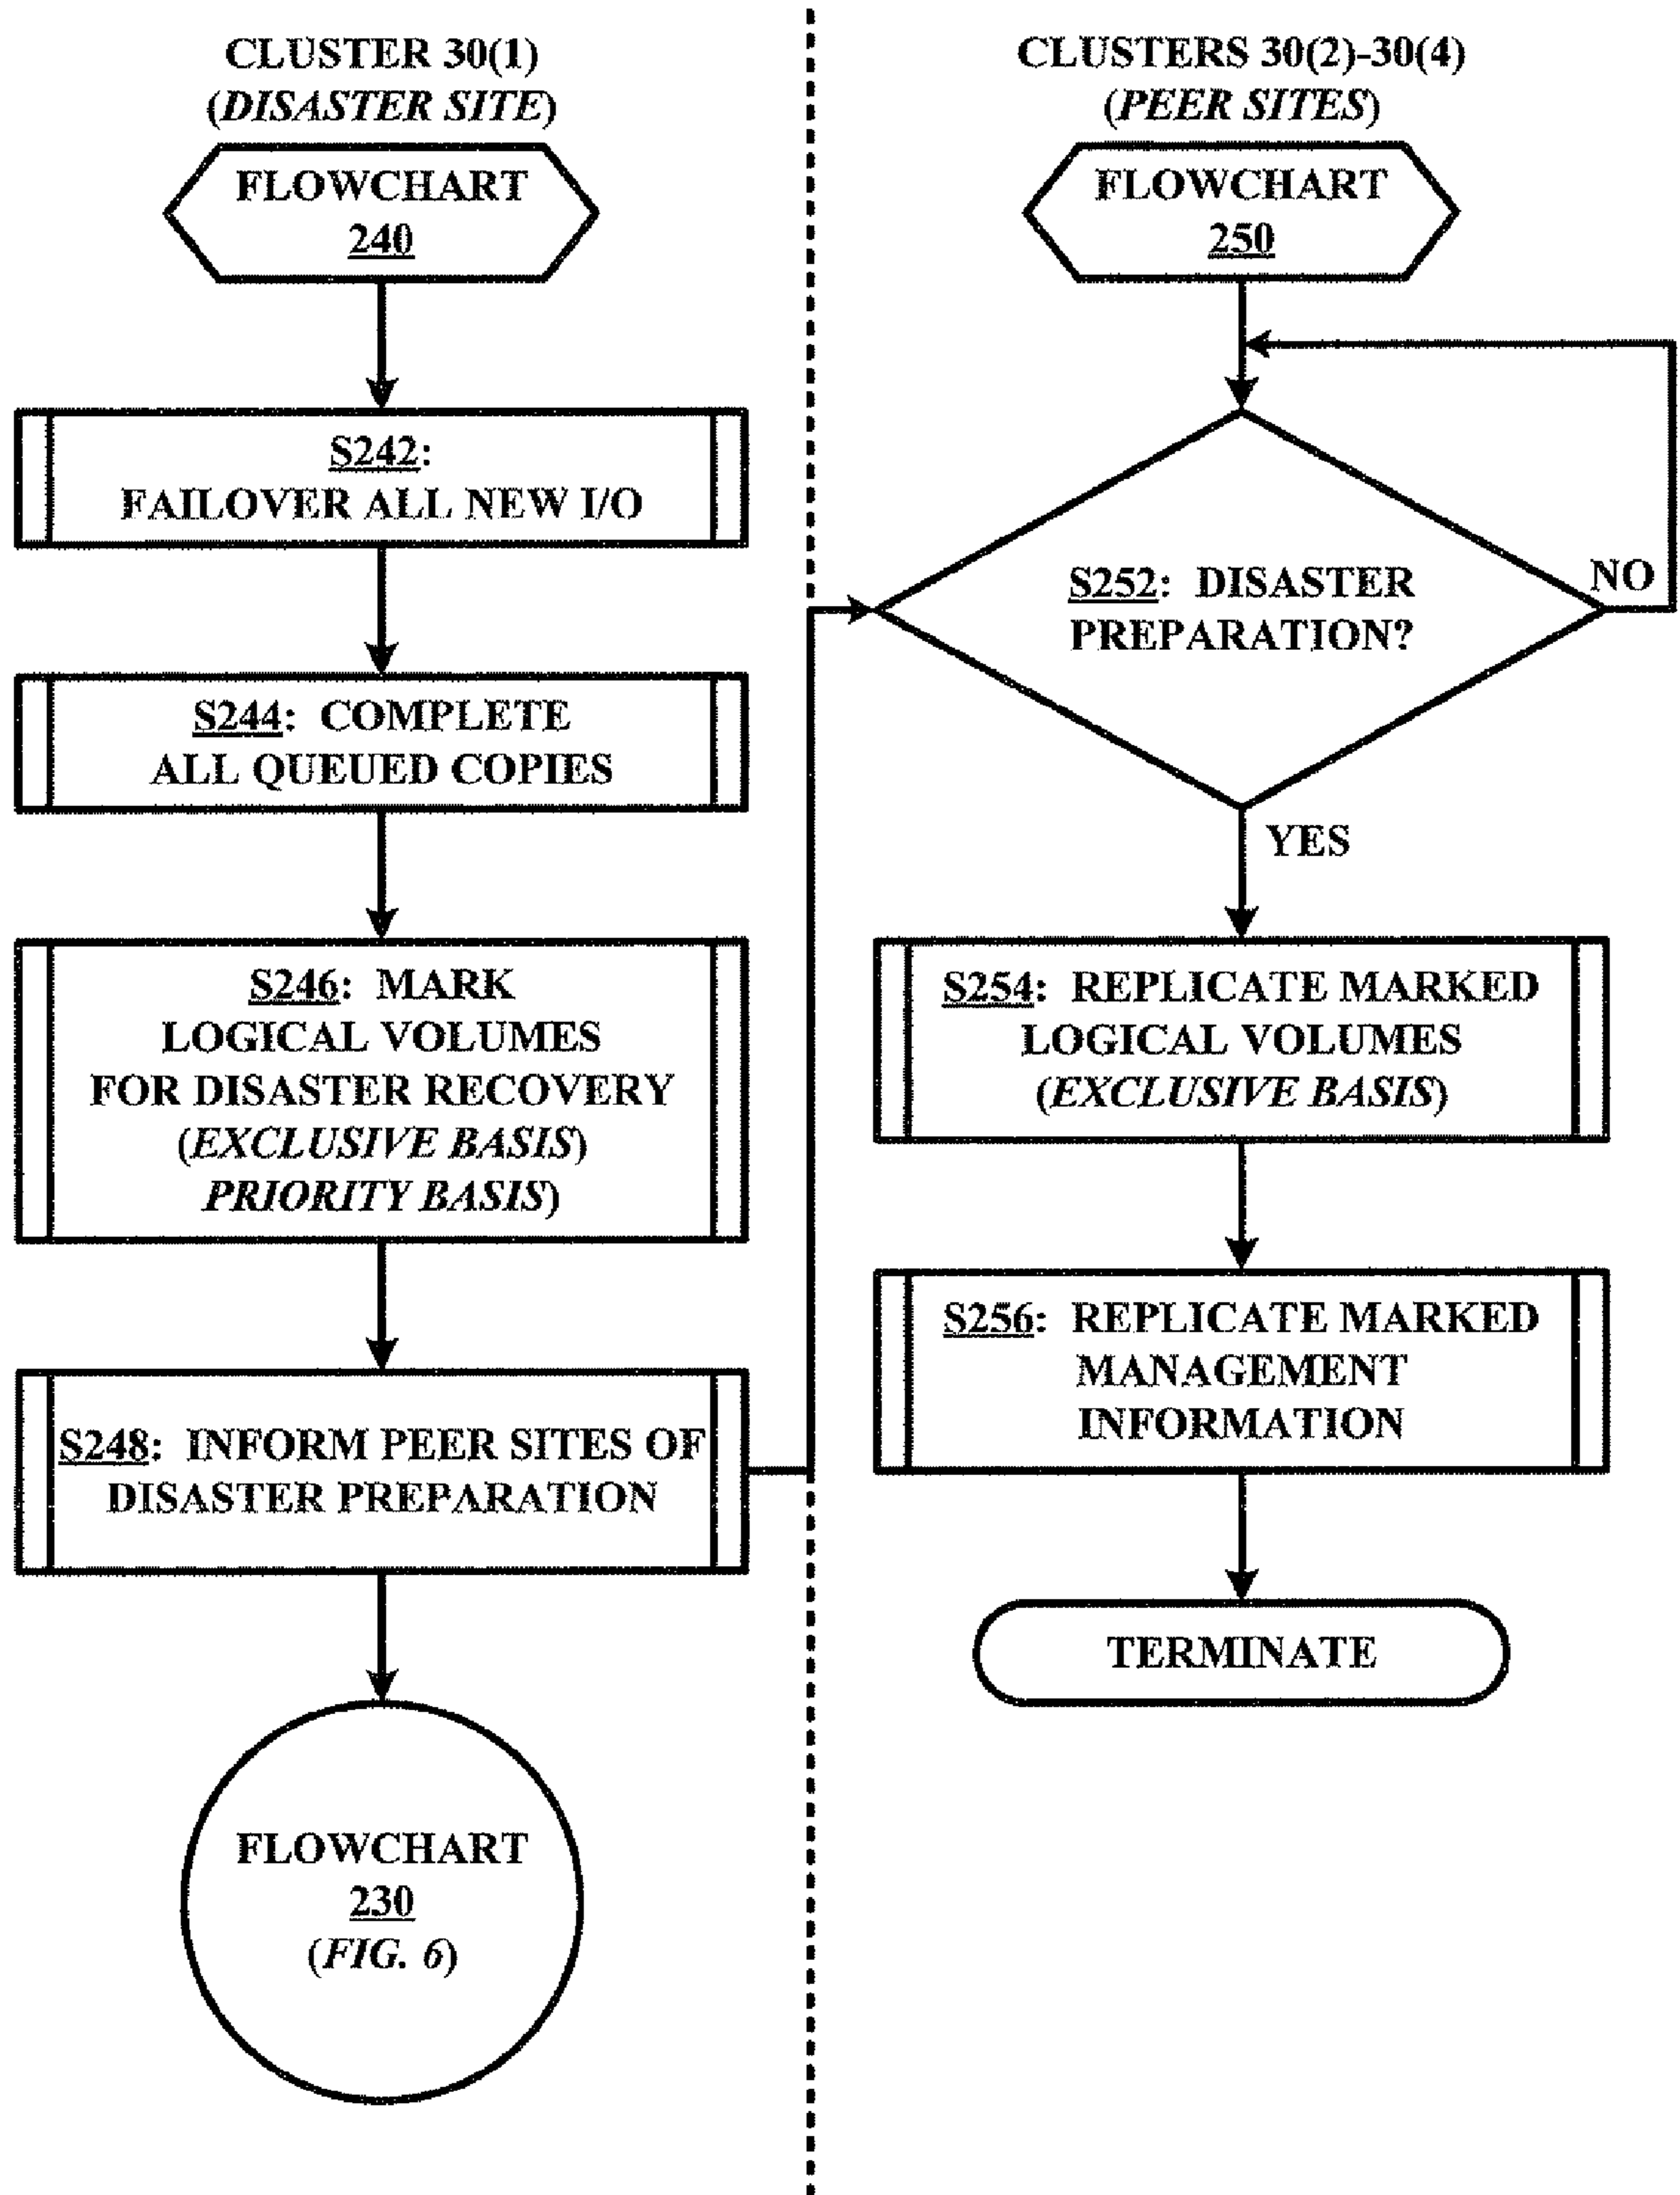 CLUSTER 30(1)
(DISASTER SITE)
FLOWCHART
240
S242:
FAILOVER ALL NEW I/O
S244: COMPLETE
ALL QUEUED COPIES
S246: MARK
LOGICAL VOLUMES
FOR DISASTER RECOVERY
(EXCLUSIVE BASIS)
PRIORITY BASIS)
S248: INFORM PEER SITES OF
DISASTER PREPARATION
FLOWCHART
230
(FIG. 6)
CLUSTERS 30(2)-30(4)
(PEER SITES)
FLOWCHART
250
S252: DISASTER
PREPARATION?
NO
YES
S254: REPLICATE MARKED
LOGICAL VOLUMES
(EXCLUSIVE BASIS)
S256: REPLICATE MARKED
MANAGEMENT
INFORMATION
TERMINATE